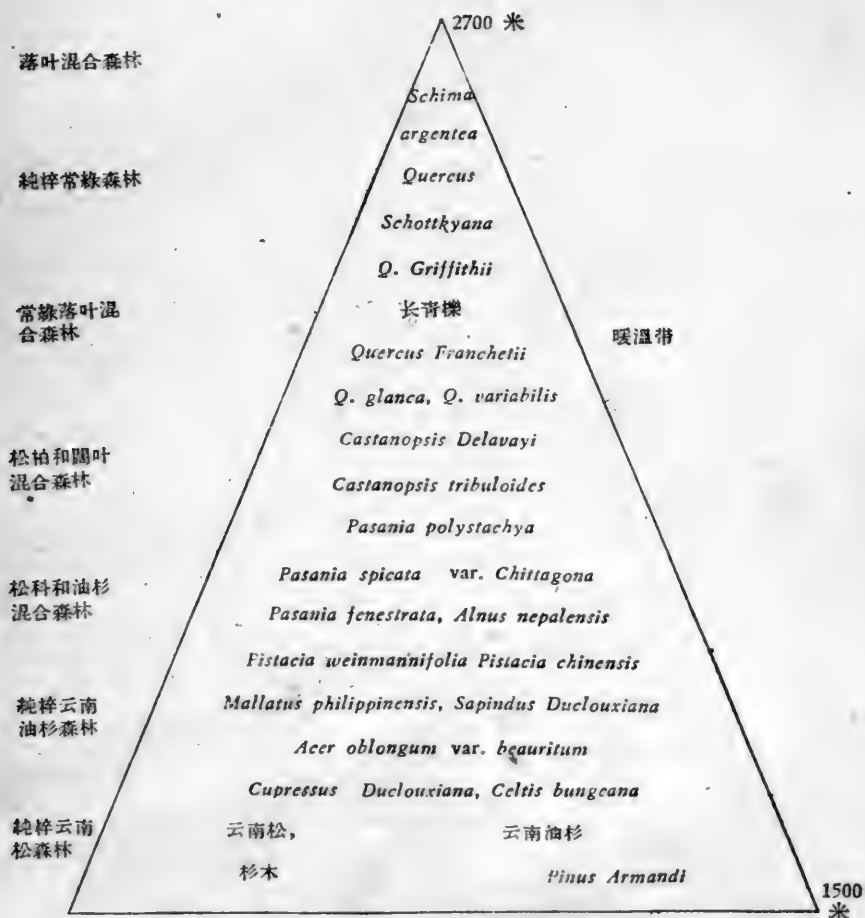 2700 米
落叶混合森林
Schima
argentea
純粹常綠森林
Quercus
Schottkyana
Q. Griffithii
常綠落叶混
合森林
长青櫟
暖溫带
Quercus Franchetii
Q. glanca, Q. variabilis
Castanopsis Delavayi
松柏和闊叶
混合森林
Castanopsis tribuloides
Pasania polystachya
松科和油杉
混合森林
Pasania spicata var. Chittagona
Pasania fenestrata, Alnus nepalensis
Pistacia weinmannifolia Pistacia chinensis
純粹云南
油杉森林
Mallatus philippinensis, Sapindus Duclouxiana
Acer oblongum var. beauritum
Cupressus Duclouxiana, Celtis bungeana
純粹云南
松森林
云南松,
云南油杉
杉木
Pinus Armandi
1500
米